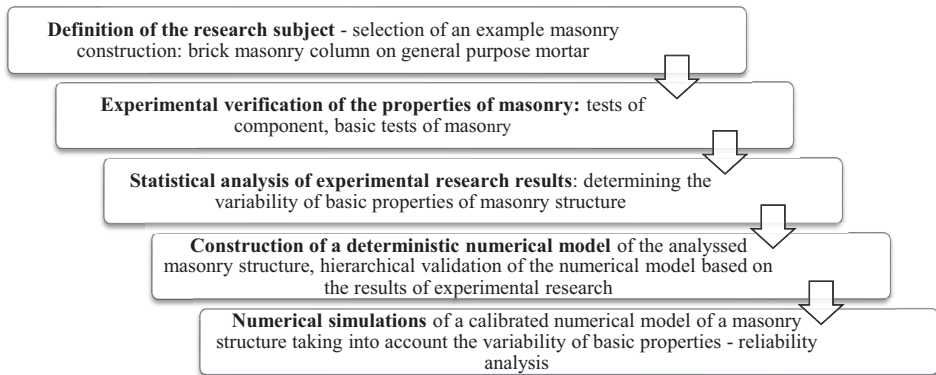 Definition of the research subject - selection of an example masonry
construction: brick masonry column on general purpose mortar
Experimental verification of the properties of masonry: tests of
component, basic tests of masonry
Statistical analysis of experimental research results: determining the
variability of basic properties of masonry structure
Construction of a deterministic numerical model of the analyssed
masonry structure, hierarchical validation of the numerical model based on
the results of experimental research
Numerical simulations of a calibrated numerical model of a masonry
structure taking into account the variability of basic properties - reliability
analysis